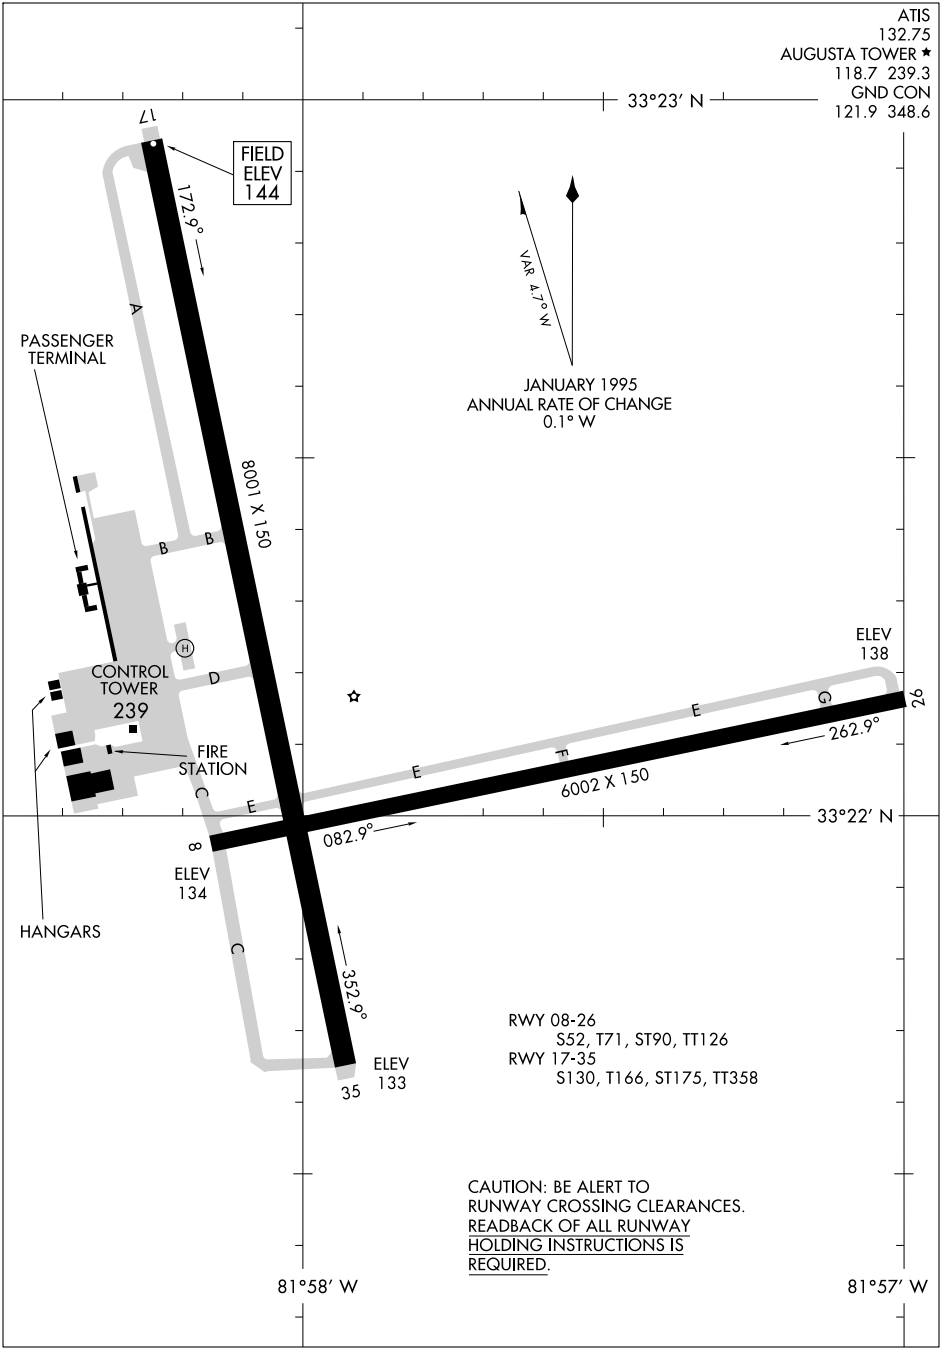 ATIS
132.75
AUGUSTA TOWER ★
118.7 239.3
GND CON
121.9 348.6
33°23' N
17
FIELD
ELEV
144
172.9°
VAR 4.7° W
A
PASSENGER
TERMINAL
JANUARY 1995
ANNUAL RATE OF CHANGE
0.1° W
8001 X 150
B
B
H
ELEV
138
CONTROL
TOWER
239
D
26
G
E
262.9°
FIRE
STATION
F
E
6002 X 150
C
E
33°22' N
082.9°
8
ELEV
134
HANGARS
C
352.9°
RWY 08-26
S52, T71, ST90, TT126
RWY 17-35
S130, T166, ST175, TT358
ELEV
133
35
CAUTION: BE ALERT TO
RUNWAY CROSSING CLEARANCES.
READBACK OF ALL RUNWAY
HOLDING INSTRUCTIONS IS
REQUIRED.
81°58' W
81°57' W